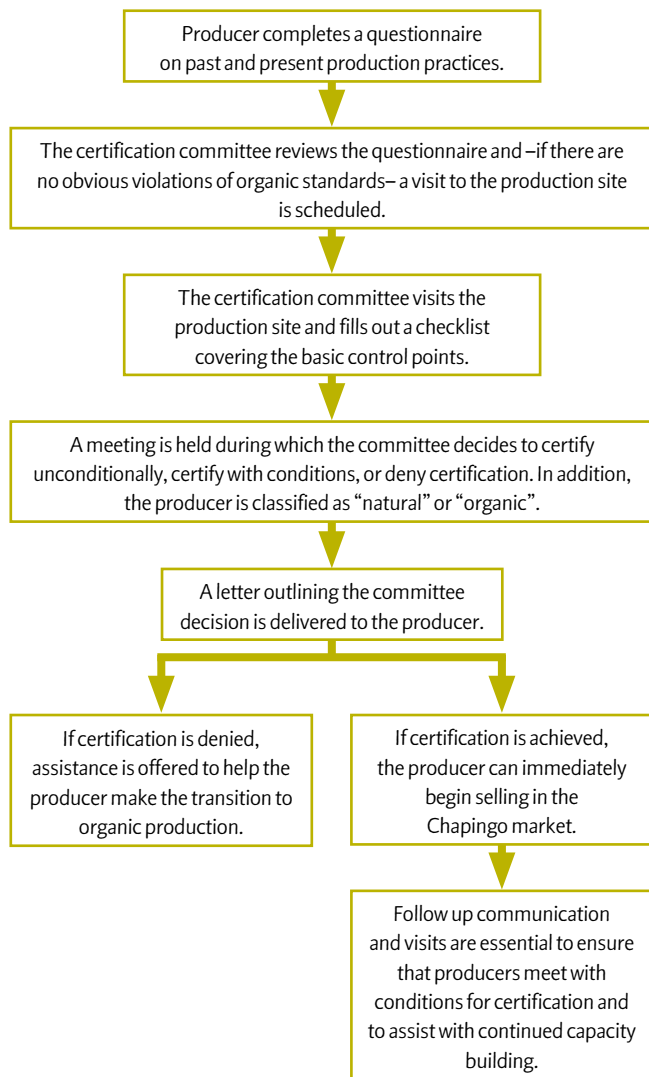 Producer completes a questionnaire
on past and present production practices.
The certification committee reviews the questionnaire and –if there are
no obvious violations of organic standards– a visit to the production site
is scheduled.
The certification committee visits the
production site and fills out a checklist
covering the basic control points.
A meeting is held during which the committee decides to certify
unconditionally, certify with conditions, or deny certification. In addition,
the producer is classified as “natural” or “organic”.
A letter outlining the committee
decision is delivered to the producer.
If certification is denied,
assistance is offered to help the
producer make the transition to
organic production.
If certification is achieved,
the producer can immediately
begin selling in the
Chapingo market.
Follow up communication
and visits are essential to ensure
that producers meet with
conditions for certification and
to assist with continued capacity
building.